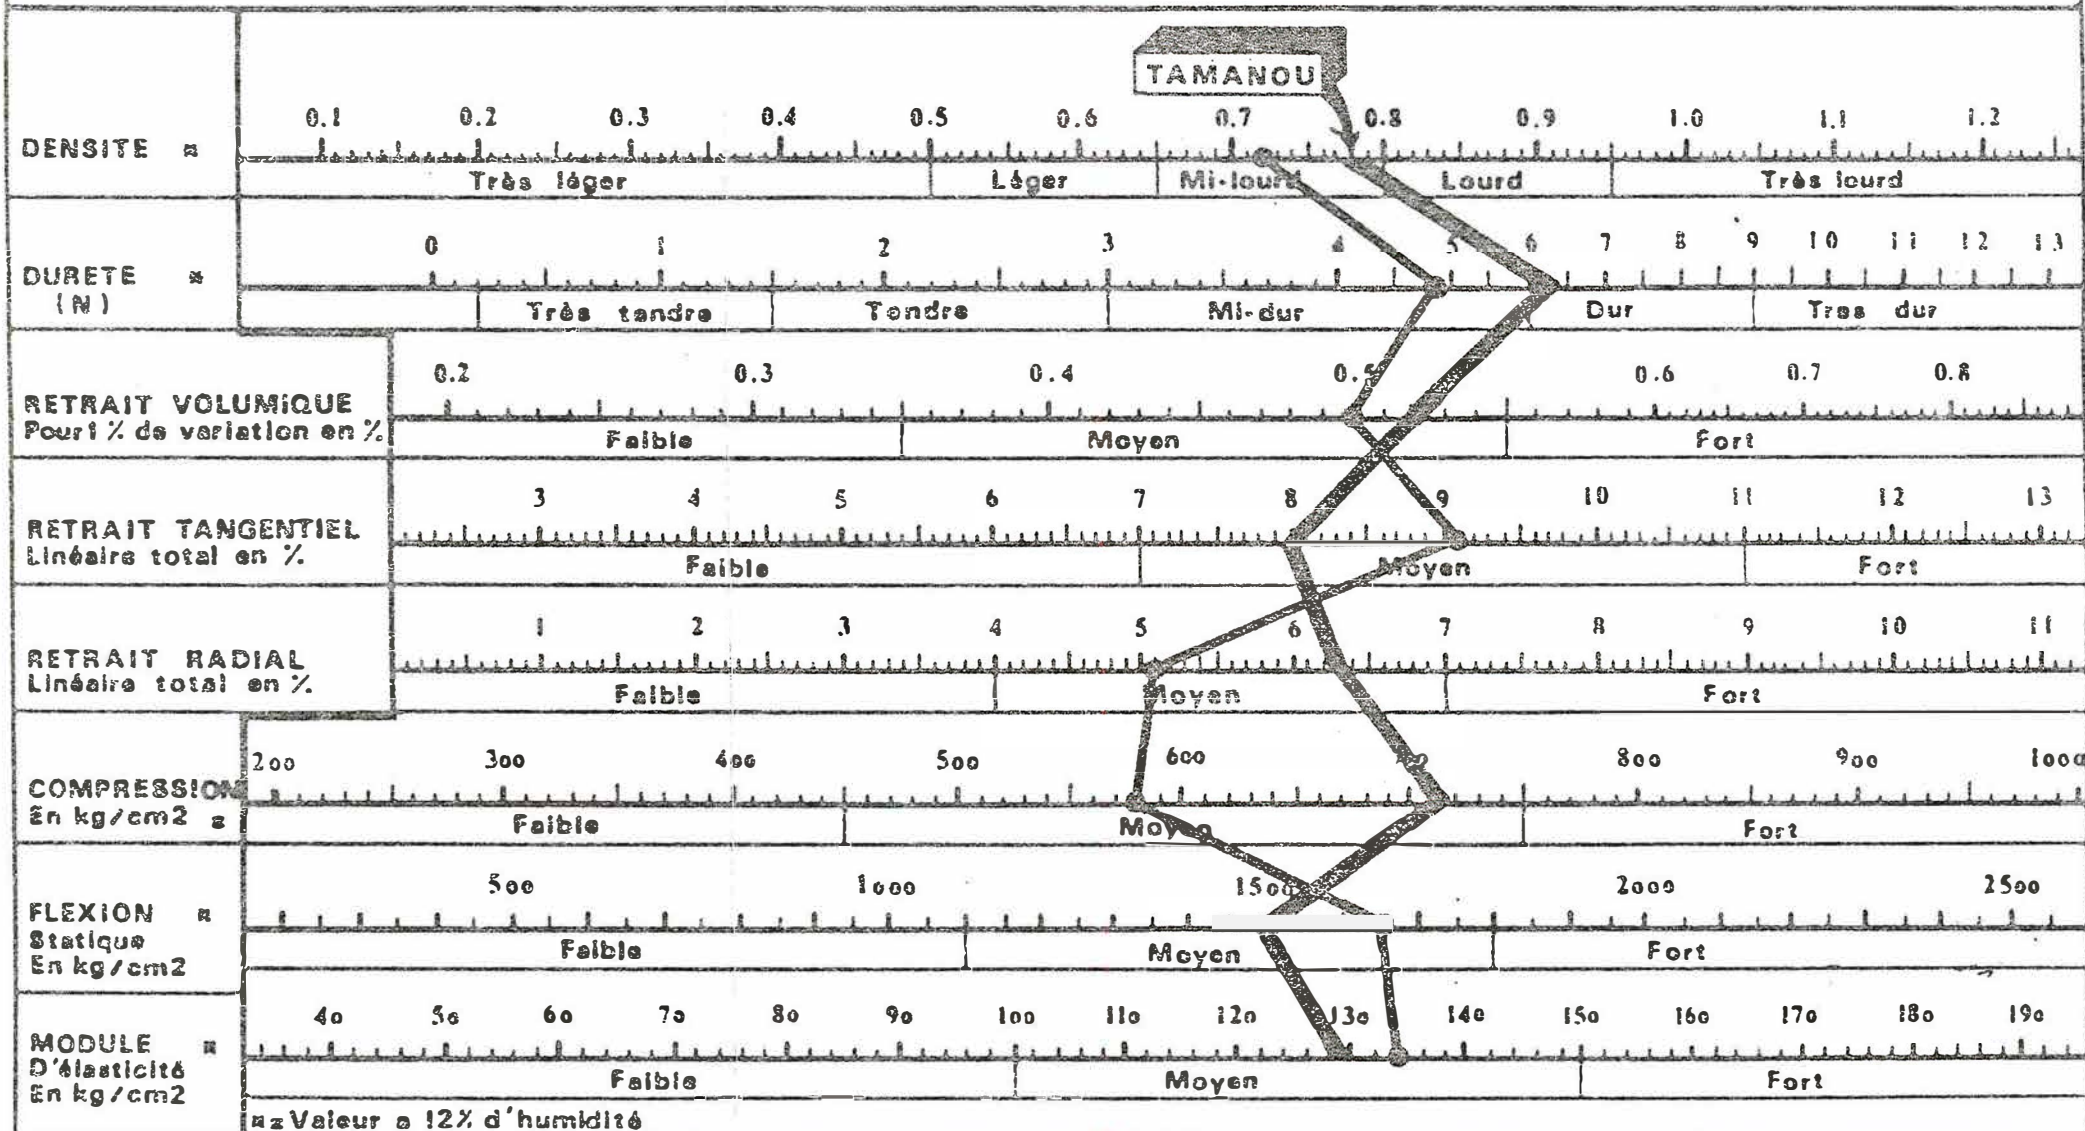 TAMANOU
0.1 0.2 0.3 0.4 0.5 0.6 0.7 0.8 0.9 1.0 1.1 1.2
DENSITE ¤
Très léger Léger Mi-lourd Lourd Très lourd
0 1 2 3 4 5 6 7 8 9 10 11 12 13
DURETE ¤
(N)
Très tendre Tendre Mi-dur Dur Tres dur
0.2 0.3 0.4 0.5 0.6 0.7 0.8
RETRAIT VOLUMIQUE
Pour 1 % de variation en %
Faible Moyen Fort
3 4 5 6 7 8 9 10 11 12 13
RETRAIT TANGENTIEL
Linéaire total en %
Faible Moyen Fort
1 2 3 4 5 6 7 8 9 10 11
RETRAIT RADIAL
Linéaire total en %
Faible Moyen Fort
200 300 400 500 600 800 900 1000
COMPRESSION
En kg/cm2 ¤
Faible Moyen Fort
500 1000 1500 2000 2500
FLEXION ¤
Statique
En kg/cm2
Faible Moyen Fort
40 50 60 70 80 90 100 110 120 130 140 150 160 170 180 190
MODULE ¤
D'élasticité
En kg/cm2
Faible Moyen Fort
¤=Valeur a 12% d'humidité